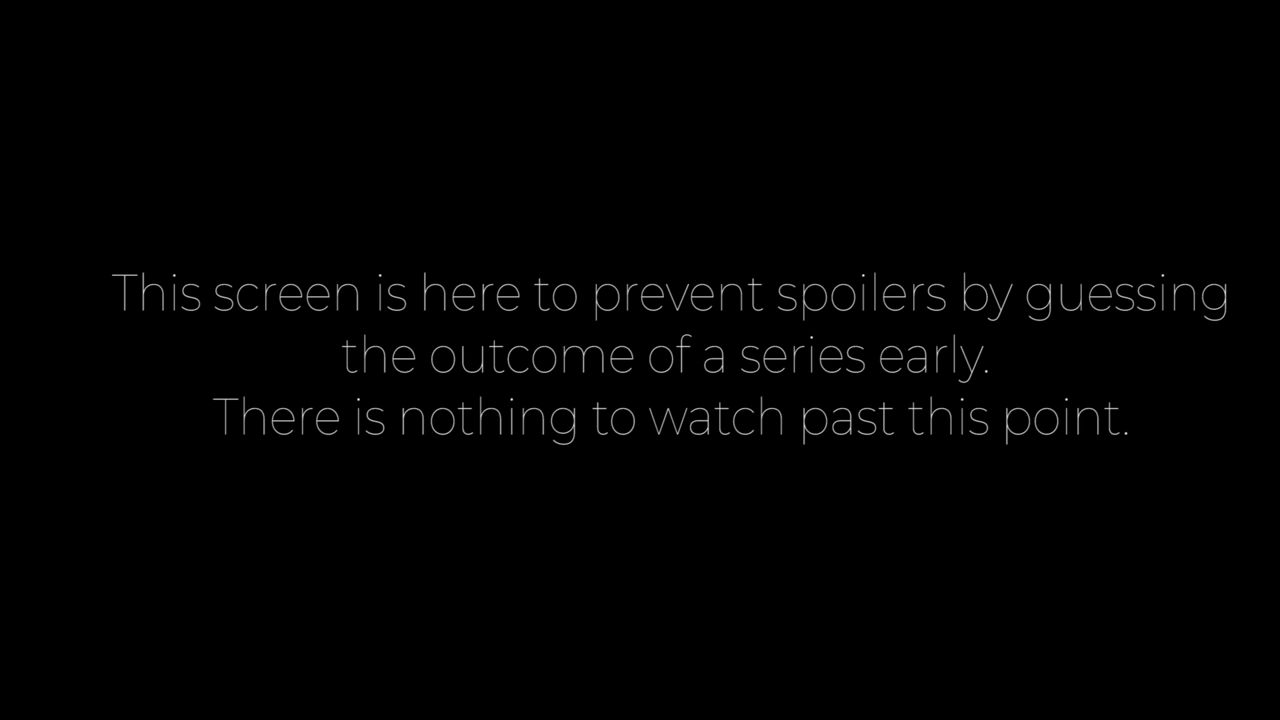 This screen is here to prevent spoilers by guessing
the outcome of a series early.
There is nothing to watch past this point.